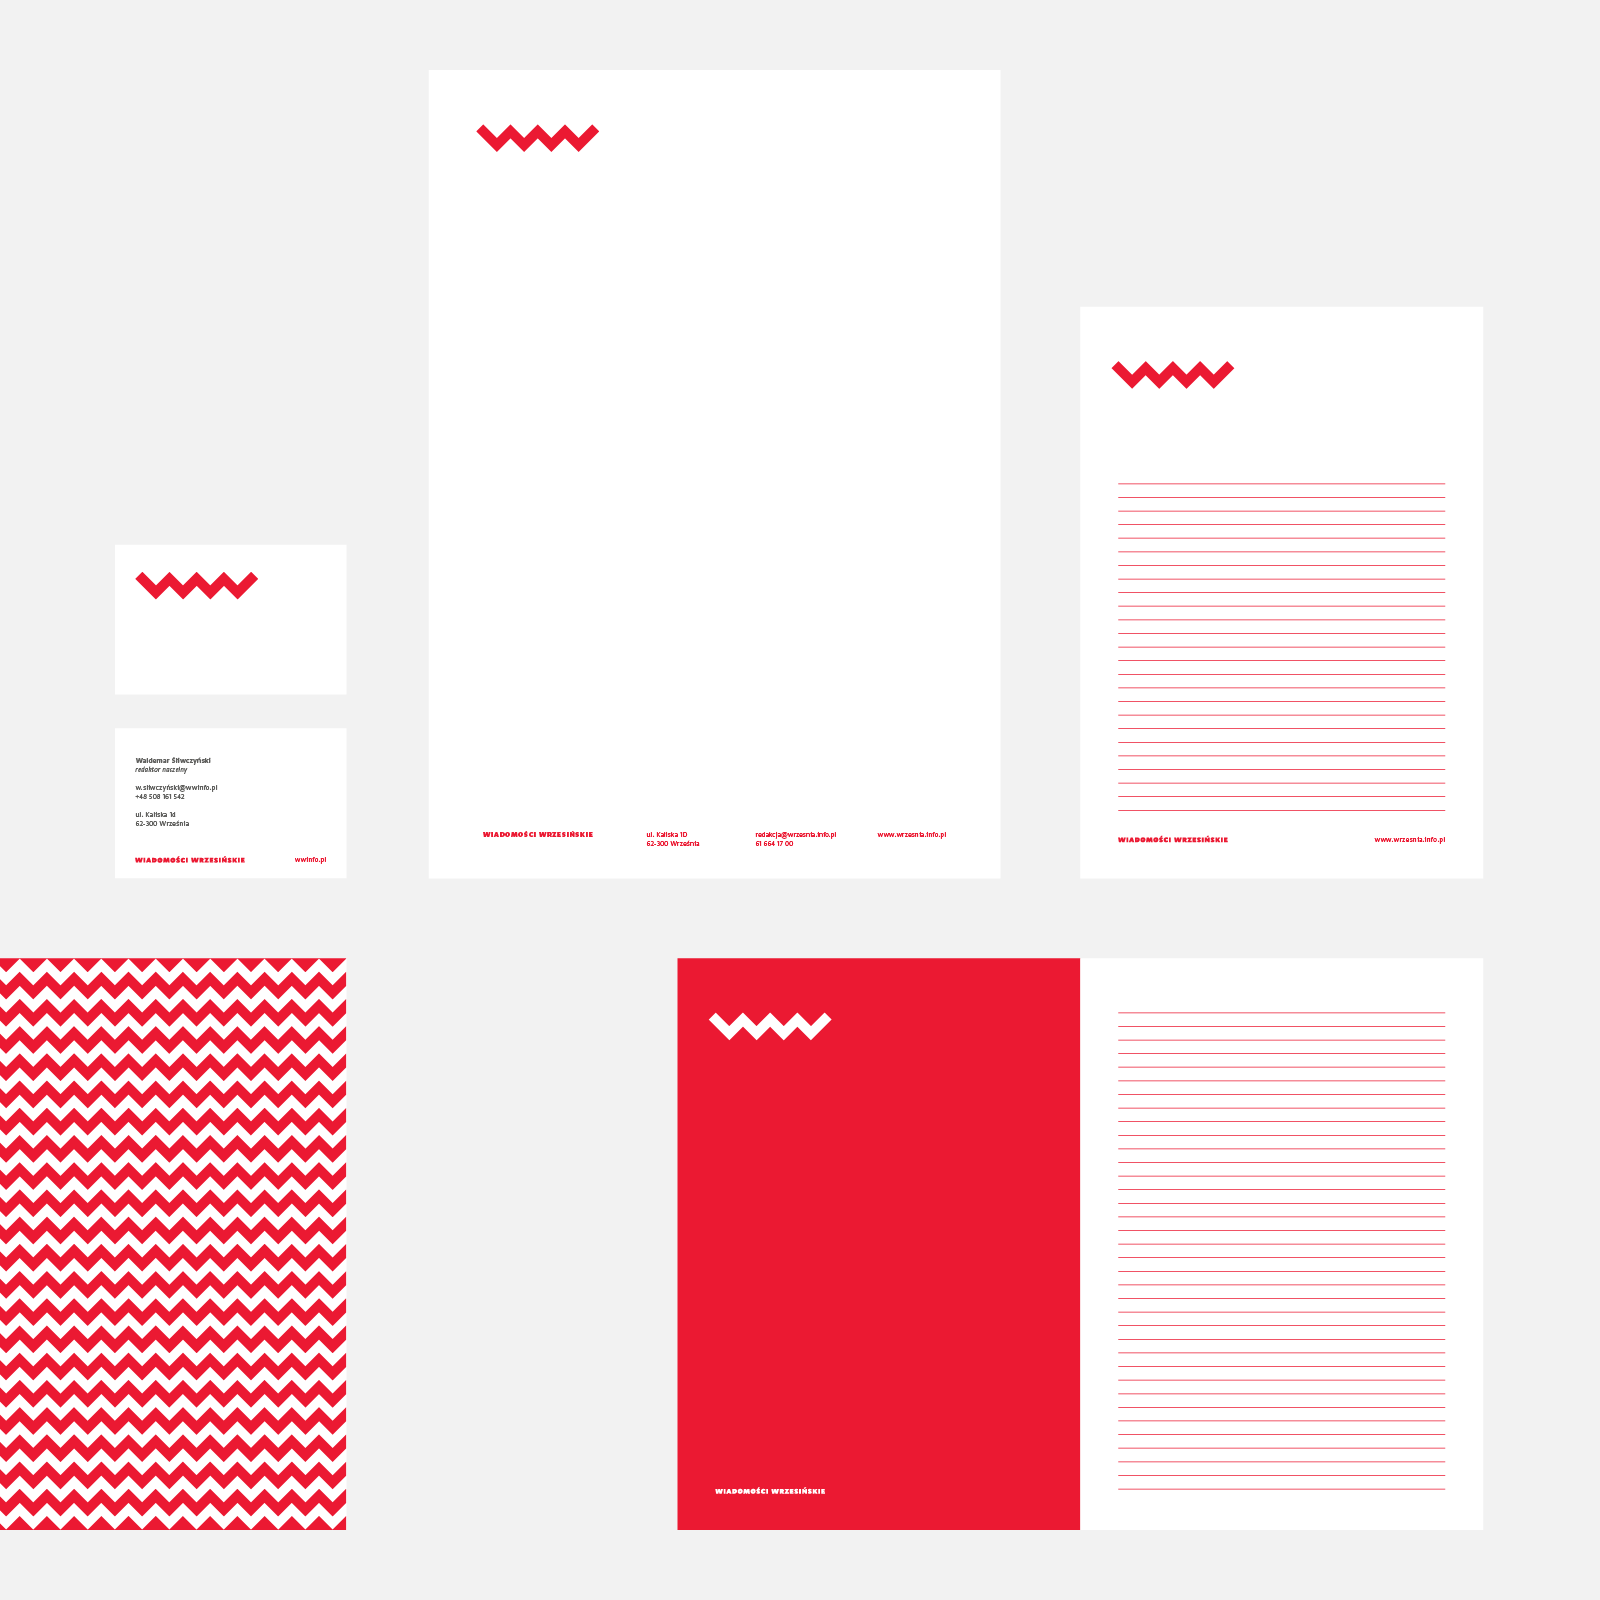 Waldemar Śliwczyński
redaktor naczelny
w.sliwczyński@wwinfo.pl
+48 508 161 542
ul. Kaliska 1d
62-300 Września
WIADOMOŚCI WRZESIŃSKIE
wwinfo.pl
WIADOMOŚCI WRZESIŃSKIE
ul. Kaliska 1D
62-300 Września
redakcja@wrzesnia.info.pl
61 664 17 00
www.wrzesnia.info.pl
WIADOMOŚCI WRZESIŃSKIE
www.wrzesnia.info.pl
WIADOMOŚCI WRZESIŃSKIE